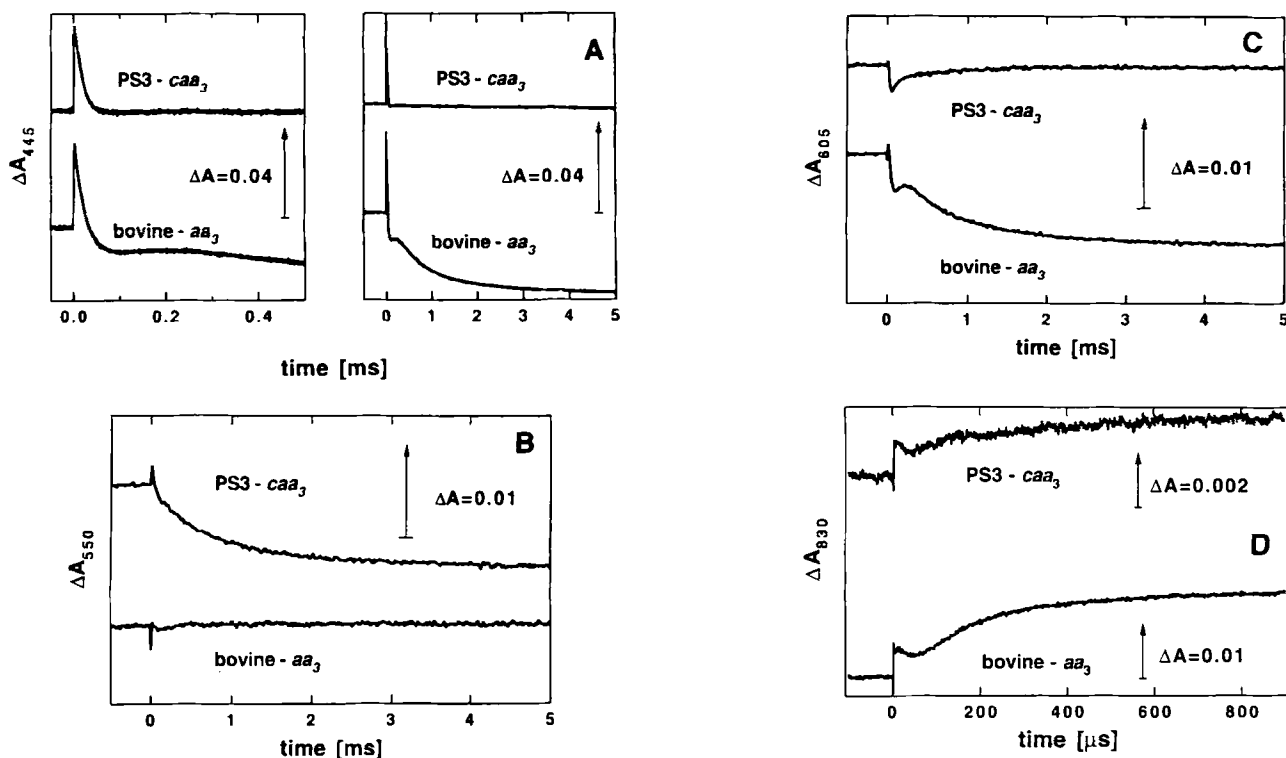 A
PS3 - caa3
PS3 - caa3
ΔA445
ΔA=0.04
ΔA=0.04
bovine - aa3
bovine - aa3
0.0 0.2 0.4
0 1 2 3 4 5
time [ms]
B
PS3 - caa3
ΔA=0.01
ΔA550
bovine - aa3
0 1 2 3 4 5
time [ms]
C
PS3 - caa3
ΔA605
ΔA=0.01
bovine - aa3
0 1 2 3 4 5
time [ms]
PS3 - caa3
ΔA=0.002
ΔA830
D
bovine - aa3
ΔA=0.01
0 200 400 600 800
time [μs]